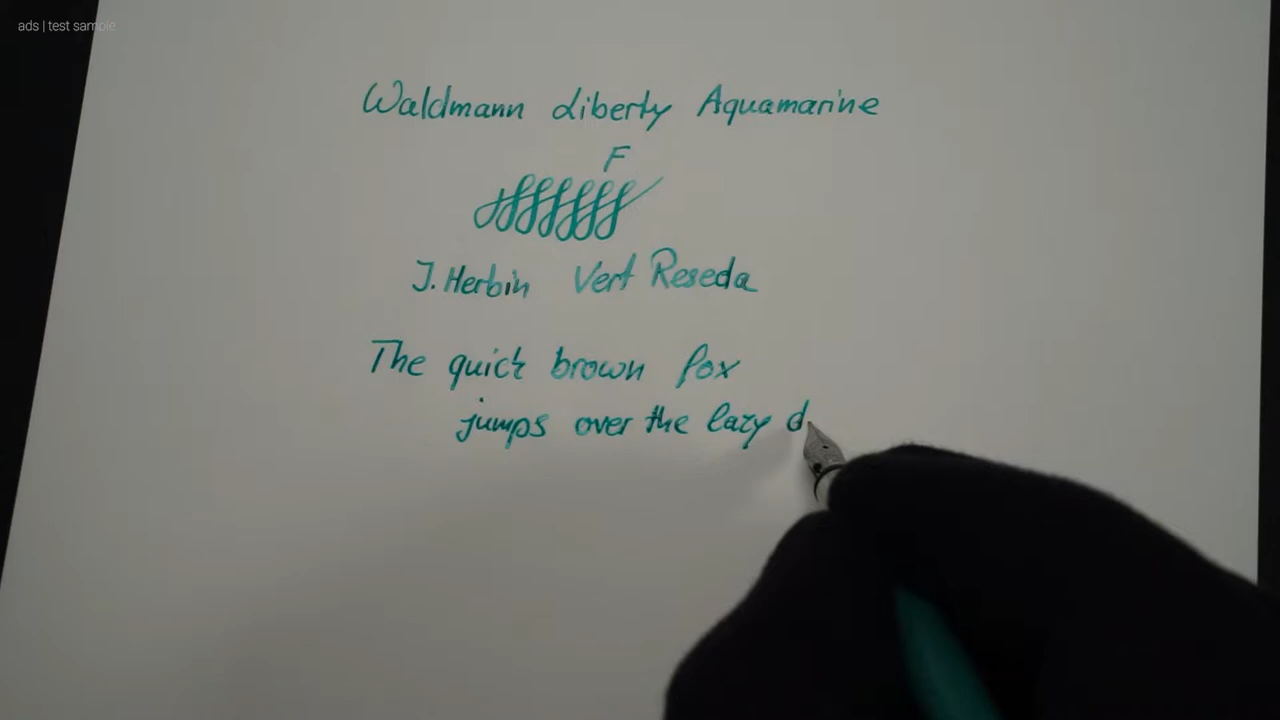 ads | test sample
Waldmann Liberty Aquamarine
F
J. Herbin Vert Reseda
The quick brown fox
jumps over the lazy d